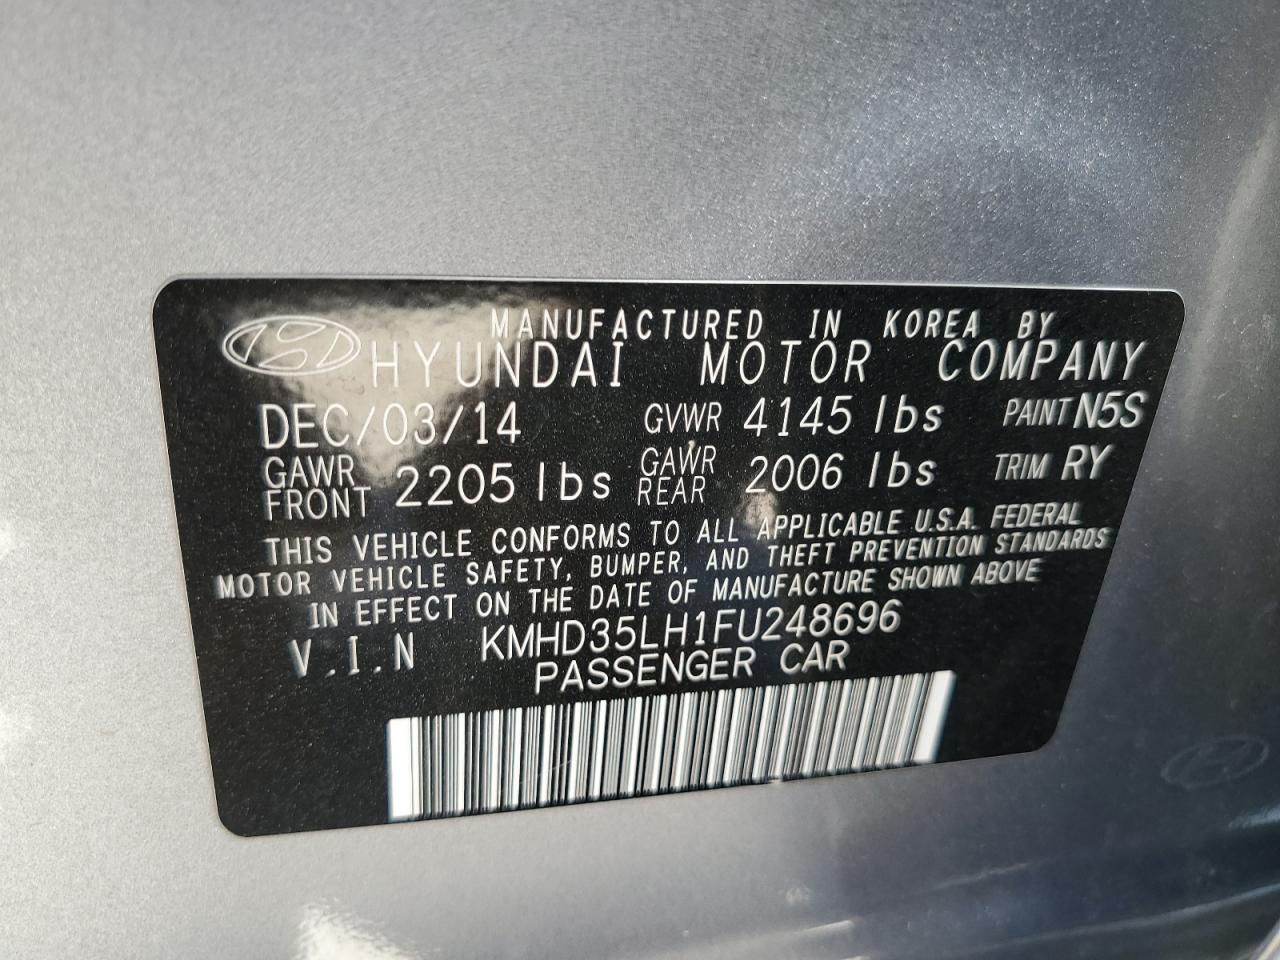 MANUFACTURED IN KOREA BY
HYUNDAI MOTOR COMPANY
DEC/03/14 GVWR 4145 lbs PAINT N5S
GAWR FRONT 2205 lbs GAWR REAR 2006 lbs TRIM RY
THIS VEHICLE CONFORMS TO ALL APPLICABLE U.S.A. FEDERAL
MOTOR VEHICLE SAFETY, BUMPER, AND THEFT PREVENTION STANDARDS
IN EFFECT ON THE DATE OF MANUFACTURE SHOWN ABOVE
V.I.N KMHD35LH1FU248696
PASSENGER CAR